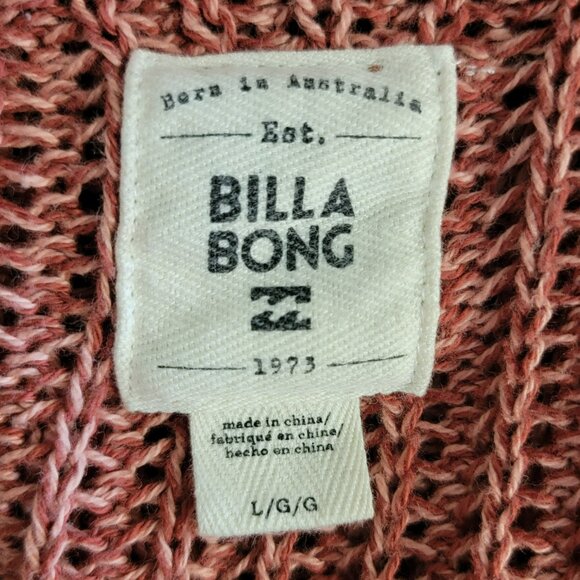 Born in Australia
Est.
BILLA
BONG
1973
made in china/
fabriqué en chine/
hecho en china
L/G/G